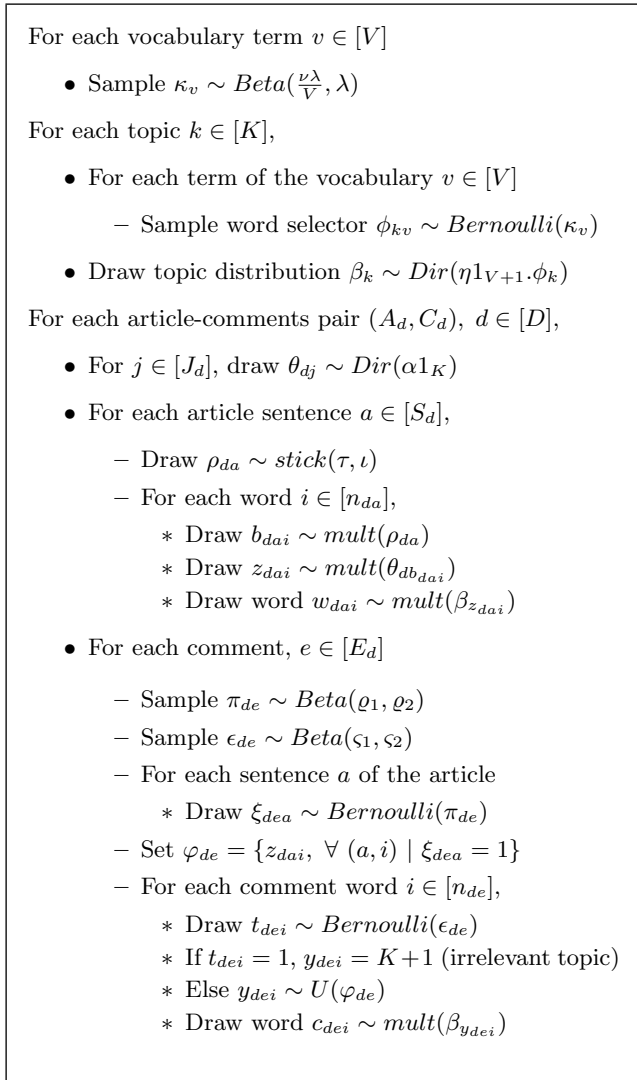 For each vocabulary term v ∈ [V]
• Sample κ_v ∼ Beta(νλ/V, λ)
For each topic k ∈ [K],
• For each term of the vocabulary v ∈ [V]
– Sample word selector ϕ_kv ∼ Bernoulli(κ_v)
• Draw topic distribution β_k ∼ Dir(η1_{V+1}.ϕ_k)
For each article-comments pair (A_d, C_d), d ∈ [D],
• For j ∈ [J_d], draw θ_dj ∼ Dir(α1_K)
• For each article sentence a ∈ [S_d],
– Draw ρ_da ∼ stick(τ, ι)
– For each word i ∈ [n_da],
∗ Draw b_dai ∼ mult(ρ_da)
∗ Draw z_dai ∼ mult(θ_{db_dai})
∗ Draw word w_dai ∼ mult(β_{z_dai})
• For each comment, e ∈ [E_d]
– Sample π_de ∼ Beta(ϱ_1, ϱ_2)
– Sample ϵ_de ∼ Beta(ς_1, ς_2)
– For each sentence a of the article
∗ Draw ξ_dea ∼ Bernoulli(π_de)
– Set φ_de = {z_dai, ∀ (a, i) | ξ_dea = 1}
– For each comment word i ∈ [n_de],
∗ Draw t_dei ∼ Bernoulli(ϵ_de)
∗ If t_dei = 1, y_dei = K+1 (irrelevant topic)
∗ Else y_dei ∼ U(φ_de)
∗ Draw word c_dei ∼ mult(β_{y_dei})